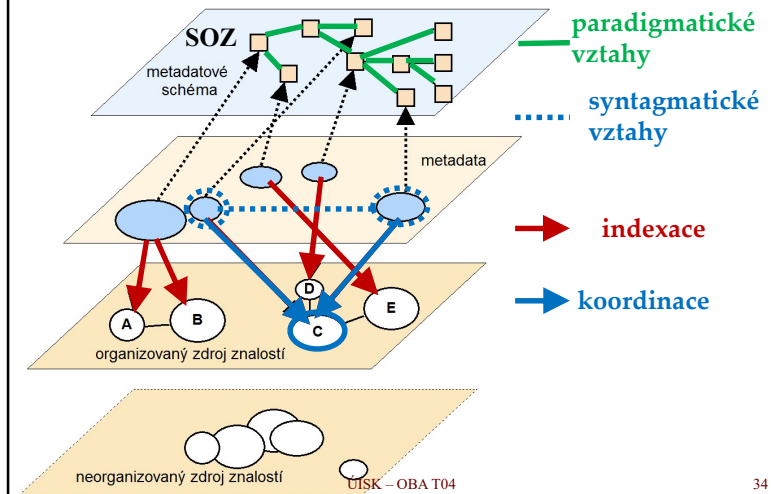 SOZ
metadatové
schéma
paradigmatické
vztahy
syntagmatické
vztahy
metadata
indexace
koordinace
D
E
A
B
C
organizovaný zdroj znalostí
neorganizovaný zdroj znalostí
ÚISK – OBA T04
34